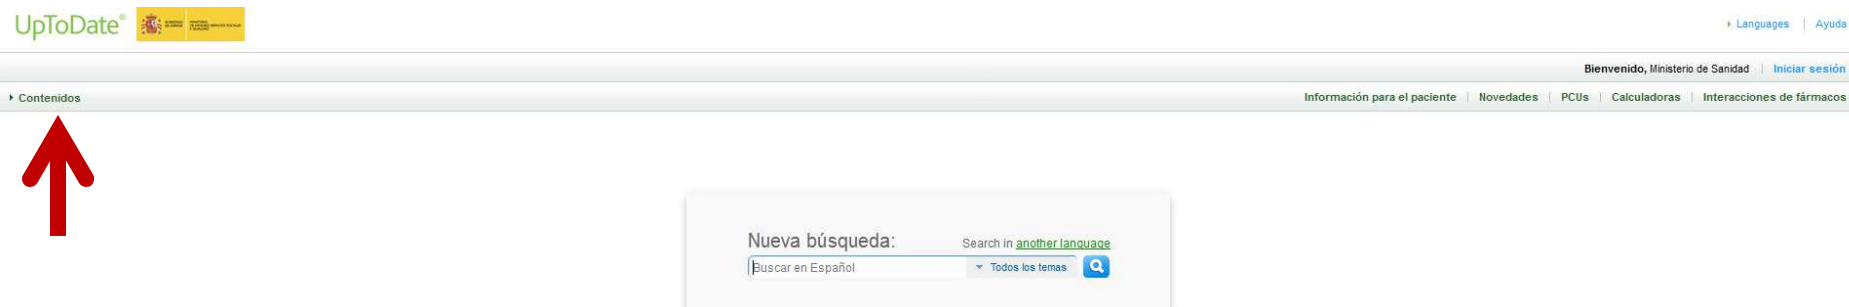 UpToDate®
Languages | Ayuda
Bienvenido, Ministerio de Sanidad | Iniciar sesión
Contenidos
Información para el paciente | Novedades | PCUs | Calculadoras | Interacciones de fármacos
Nueva búsqueda:
Search in another language
Buscar en Español
Todos los temas